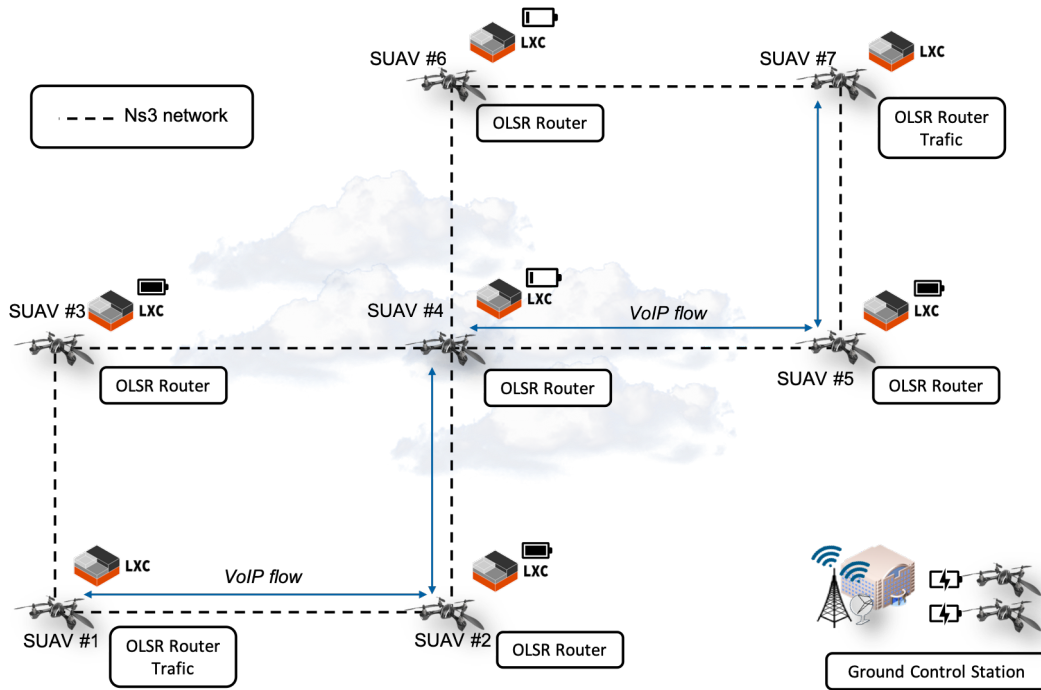 SUAV #6
LXC
SUAV #7
LXC
Ns3 network
OLSR Router
OLSR Router
Trafic
SUAV #3
LXC
SUAV #4
LXC
VoIP flow
LXC
OLSR Router
OLSR Router
SUAV #5
OLSR Router
LXC
VoIP flow
LXC
SUAV #1
OLSR Router
Trafic
SUAV #2
OLSR Router
Ground Control Station